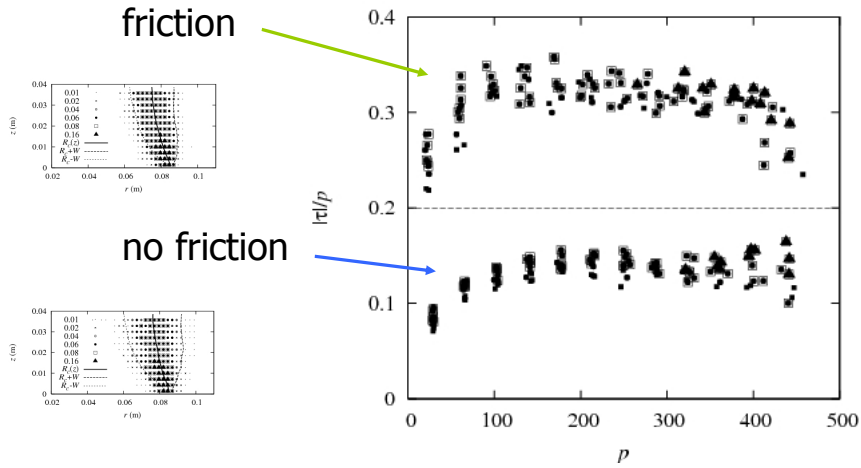 friction
0.04
0.03
0.02
0.01
0
z (m)
0.01
0.02
0.04
0.06
0.08
0.16
R_c(z)
R_c+W
R_c-W
0.02 0.04 0.06 0.08 0.1
r (m)
no friction
0.04
0.03
0.02
0.01
0
z (m)
0.01
0.02
0.04
0.06
0.08
0.16
R_c(z)
R_c+W
R_c-W
0.02 0.04 0.06 0.08 0.1
r (m)
0.4
0.3
0.2
0.1
0
|τ|/p
0 100 200 300 400 500
p